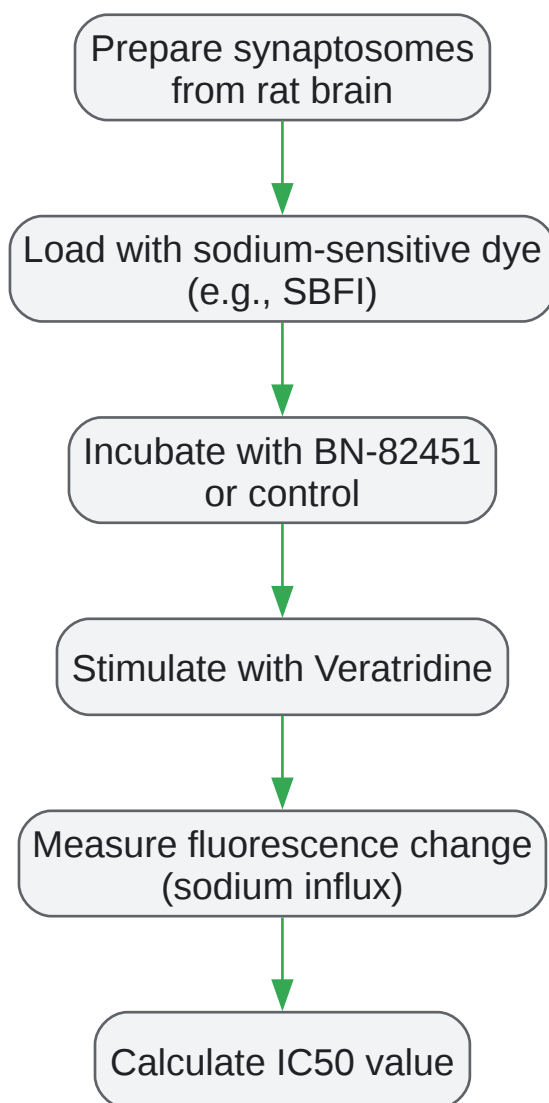 Prepare synaptosomes
from rat brain
Load with sodium-sensitive dye
(e.g., SBFI)
Incubate with BN-82451
or control
Stimulate with Veratridine
Measure fluorescence change
(sodium influx)
Calculate IC50 value